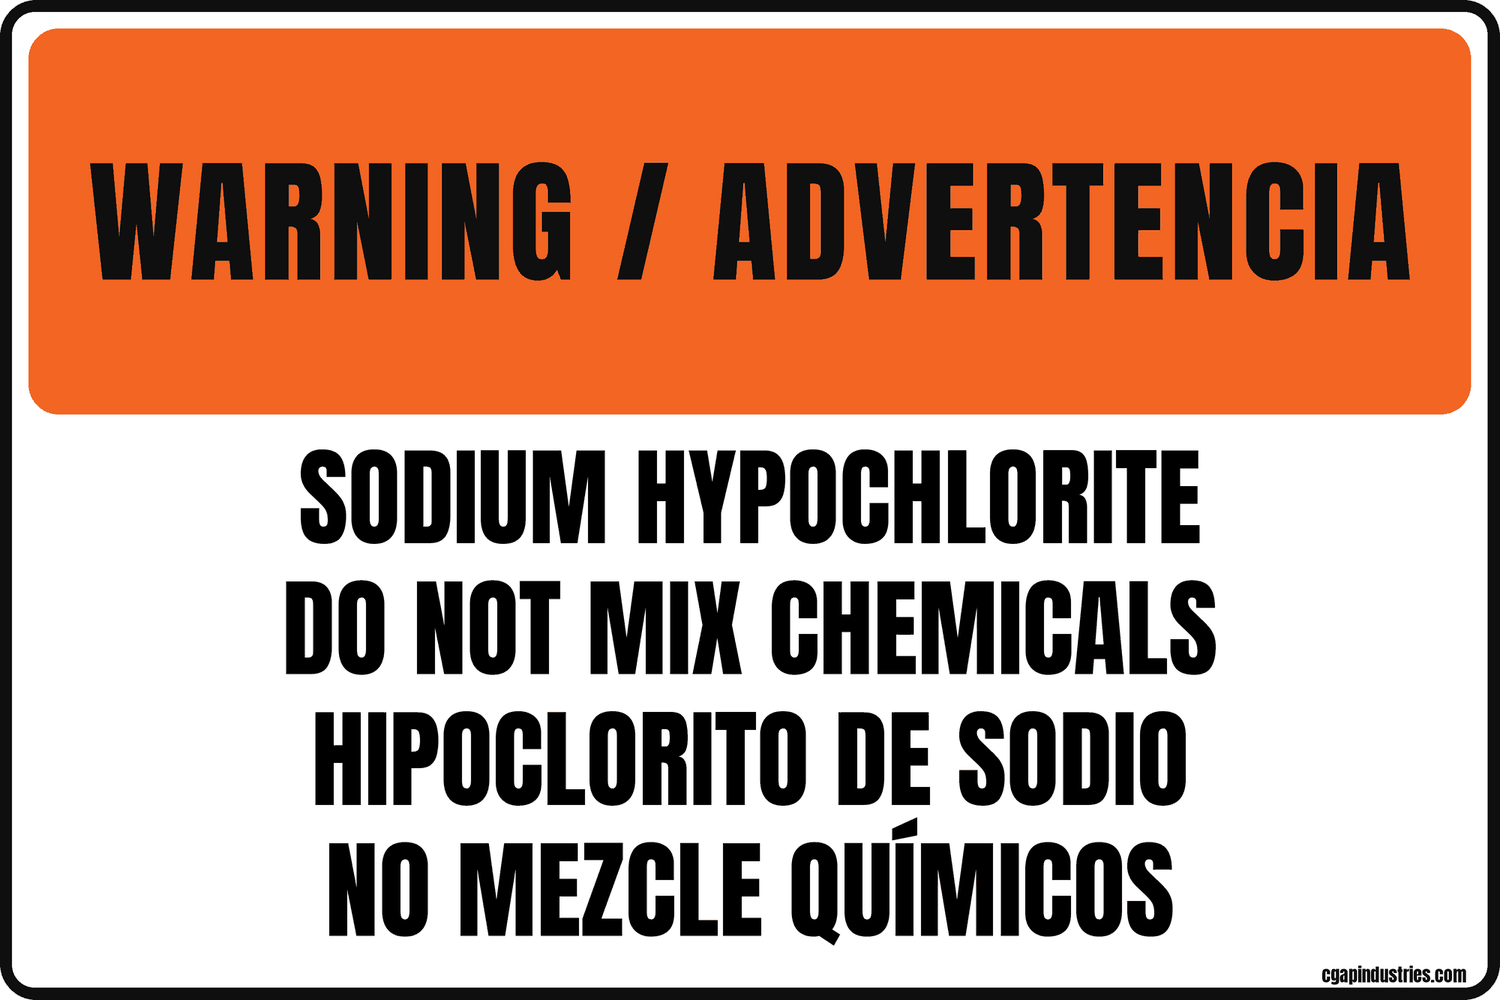 WARNING / ADVERTENCIA
SODIUM HYPOCHLORITE
DO NOT MIX CHEMICALS
HIPOCLORITO DE SODIO
NO MEZCLE QUÍMICOS
cgapindustries.com